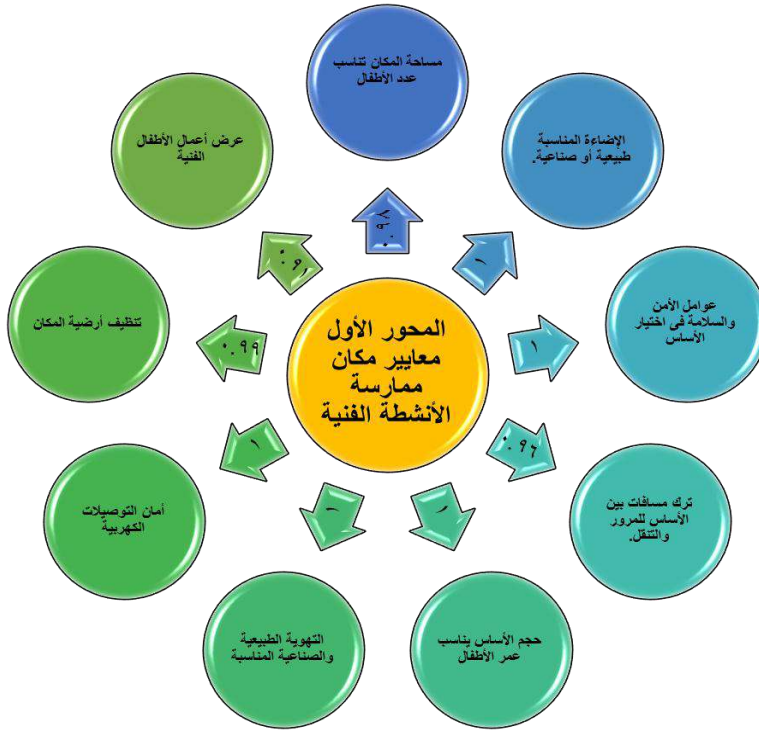 مساحة المكان تناسب
عدد الأطفال
الإضاءة المناسبة
طبيعية أو صناعية.
١
عوامل الأمن
والسلامة فى اختيار
الأساس
١
ترك مسافات بين
الأساس للمرور
والتنقل.
٠.٩٦
حجم الأساس يناسب
عمر الأطفال
١
التهوية الطبيعية
والصناعية المناسبة
١
أمان التوصيلات
الكهربية
١
تنظيف أرضية المكان
٠.٩٩
عرض أعمال الأطفال
الفنية
٠.٩١
المحور الأول
معايير مكان
ممارسة
الأنشطة الفنية